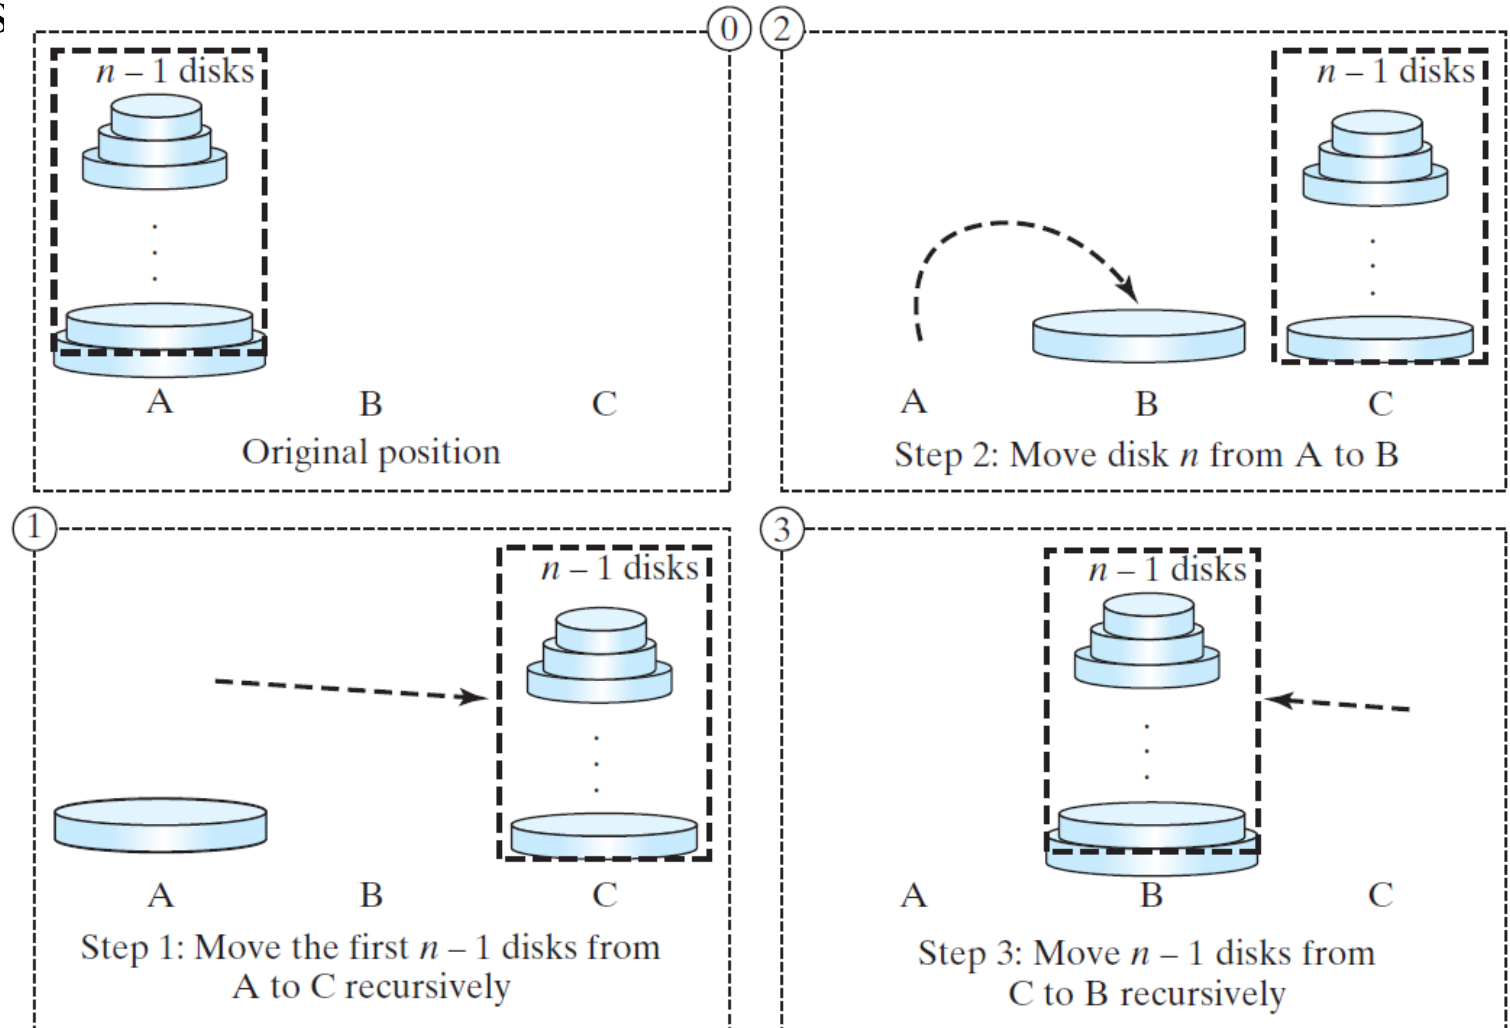 s
0
n – 1 disks
A B C
Original position
2
n – 1 disks
A B C
Step 2: Move disk n from A to B
1
n – 1 disks
A B C
Step 1: Move the first n – 1 disks from
A to C recursively
3
n – 1 disks
A B C
Step 3: Move n – 1 disks from
C to B recursively